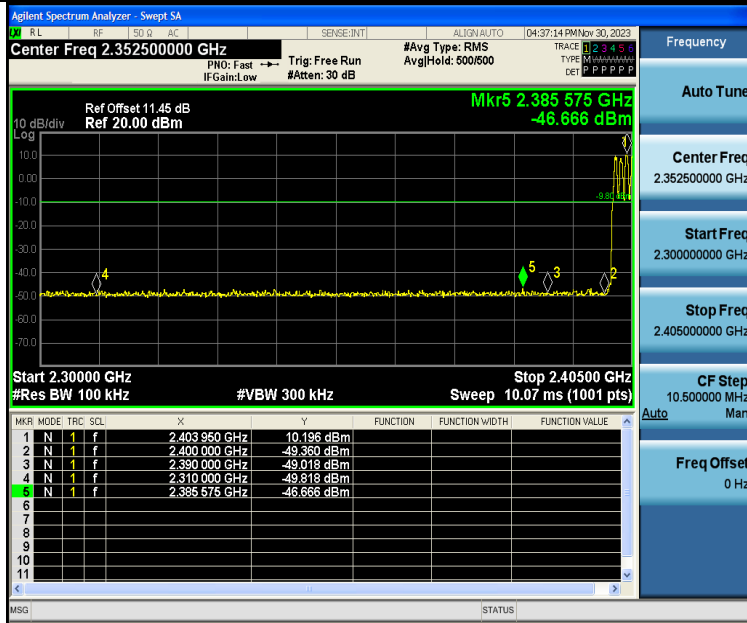 Agilent Spectrum Analyzer - Swept SA
R L RF 50 Ω AC SENSE:INT ALIGN AUTO 04:37:14 PM Nov 30, 2023
Center Freq 2.352500000 GHz
PNO: Fast
IFGain:Low
Trig: Free Run
#Atten: 30 dB
#Avg Type: RMS
Avg|Hold: 500/500
TRACE 1 2 3 4 5 6
TYPE M
DET P P P P P P
Mkr5 2.385 575 GHz
-46.666 dBm
Ref Offset 11.45 dB
Ref 20.00 dBm
10 dB/div
Log
10.0
0.00
-10.0
-20.0
-30.0
-40.0
-50.0
-60.0
-70.0
-9.80 dBm
4
5
3
2
Start 2.30000 GHz
Stop 2.40500 GHz
#Res BW 100 kHz
#VBW 300 kHz
Sweep 10.07 ms (1001 pts)
MKR MODE TRC SCL X Y FUNCTION FUNCTION WIDTH FUNCTION VALUE
1 N 1 f 2.403 950 GHz 10.196 dBm
2 N 1 f 2.400 000 GHz -49.360 dBm
3 N 1 f 2.390 000 GHz -49.018 dBm
4 N 1 f 2.310 000 GHz -49.818 dBm
5 N 1 f 2.385 575 GHz -46.666 dBm
6
7
8
9
10
11
MSG
STATUS
Frequency
Auto Tune
Center Freq
2.352500000 GHz
Start Freq
2.300000000 GHz
Stop Freq
2.405000000 GHz
CF Step
10.500000 MHz
Auto Man
Freq Offset
0 Hz